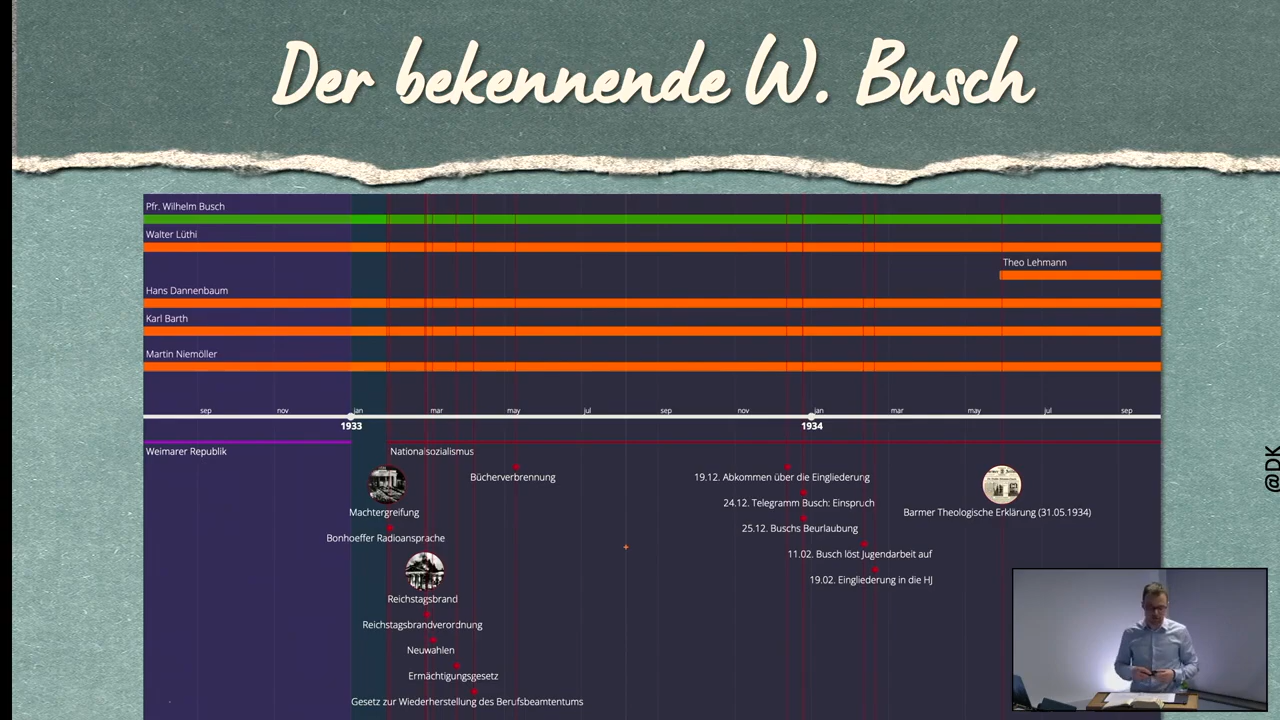 Der bekennende W. Busch
Pfr. Wilhelm Busch
Walter Lüthi
Theo Lehmann
Hans Dannenbaum
Karl Barth
Martin Niemöller
sep nov jan mar may jul sep nov jan mar may jul sep
1933 1934
Weimarer Republik
Nationalsozialismus
Bücherverbrennung
19.12. Abkommen über die Eingliederung
24.12. Telegramm Busch: Einspruch
Machtergreifung
Barmer Theologische Erklärung (31.05.1934)
25.12. Buschs Beurlaubung
Bonhoeffer Radioansprache
11.02. Busch löst Jugendarbeit auf
19.02. Eingliederung in die HJ
Reichstagsbrand
Reichstagsbrandverordnung
Neuwahlen
Ermächtigungsgesetz
Gesetz zur Wiederherstellung des Berufsbeamtentums
@DK